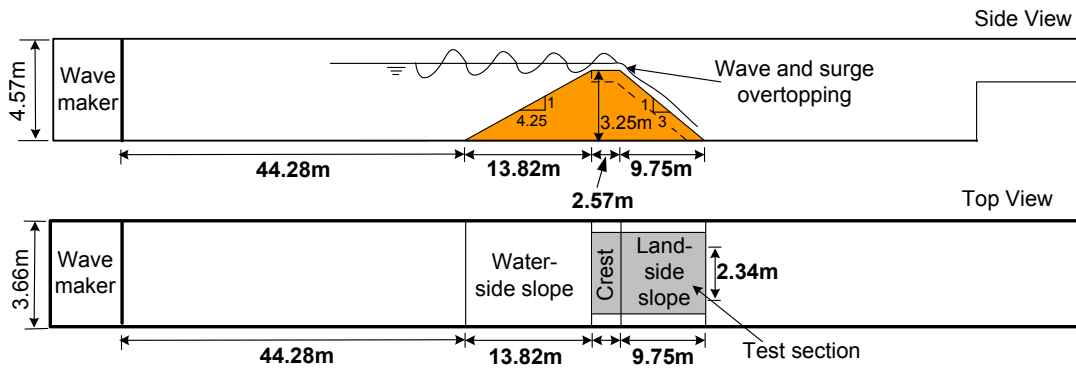 Side View
4.57m
Wave
maker
Wave and surge
overtopping
1
4.25
3.25m
1
3
44.28m
13.82m
9.75m
2.57m
Top View
3.66m
Wave
maker
Water-
side slope
Crest
Land-
side
slope
2.34m
Test section
44.28m
13.82m
9.75m